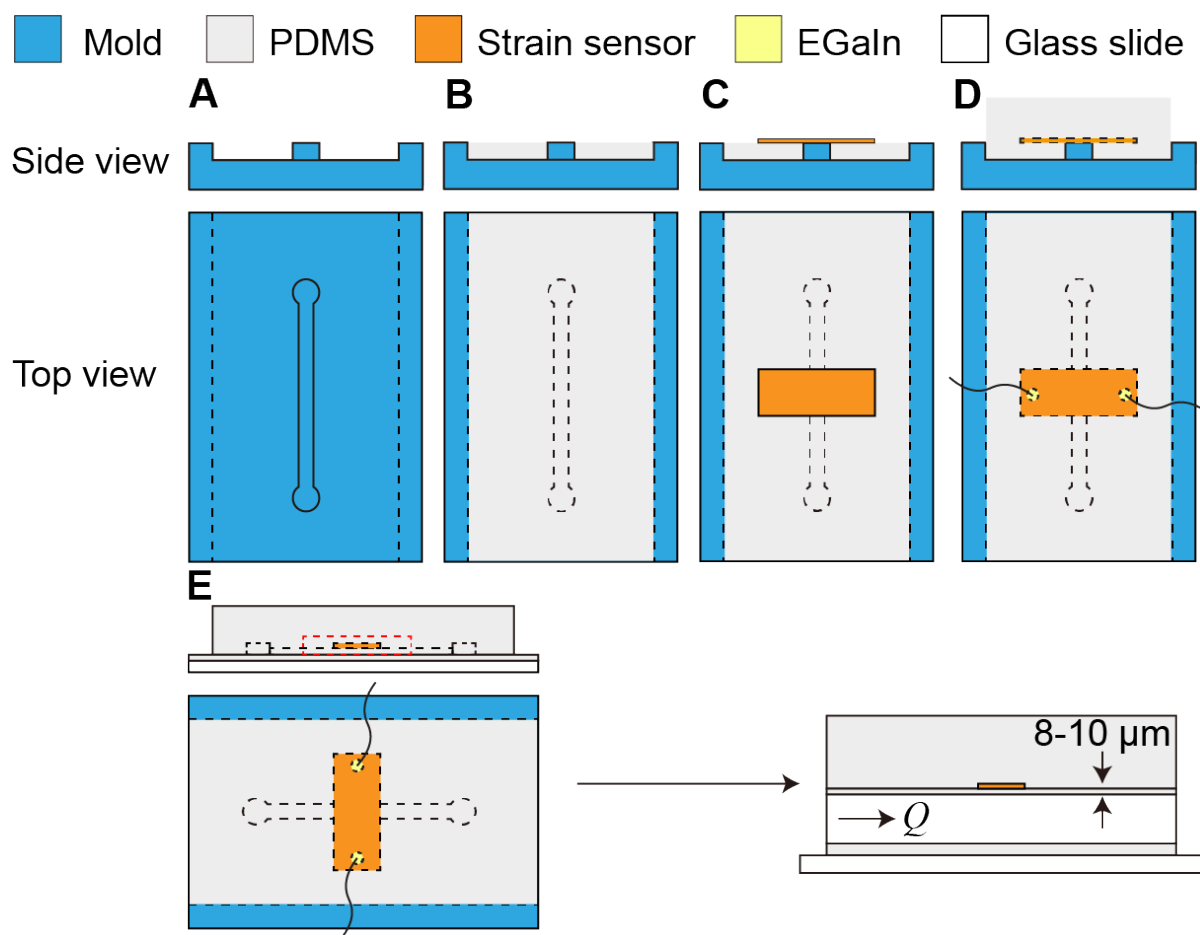 Mold PDMS Strain sensor EGaIn Glass slide
A B C D
Side view
Top view
E
8-10 µm
Q